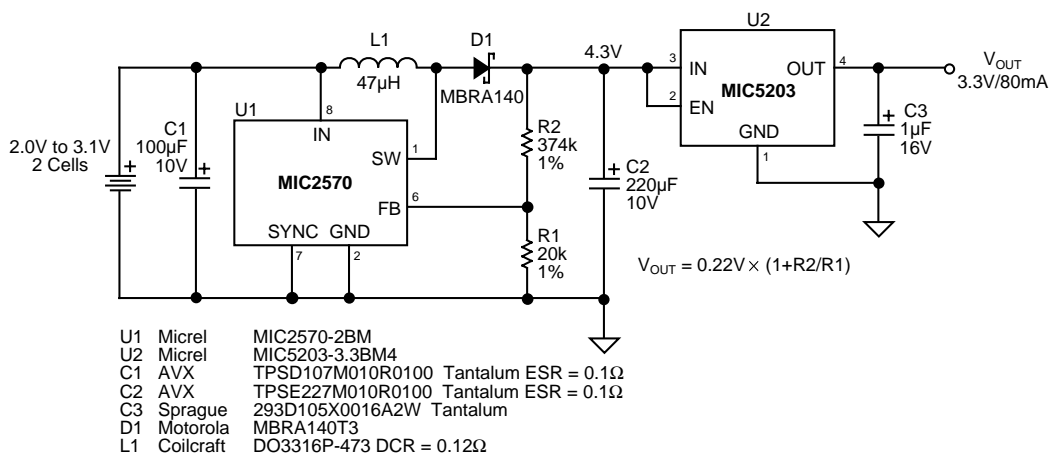 U2
L1
D1
4.3V
3
IN
OUT
4
V_OUT
3.3V/80mA
47µH
MBRA140
MIC5203
2
EN
GND
1
C3
1µF
16V
U1
8
IN
R2
374k
1%
C1
100µF
10V
2.0V to 3.1V
2 Cells
SW
1
MIC2570
C2
220µF
10V
FB
6
SYNC
GND
7
2
R1
20k
1%
V_OUT = 0.22V × (1+R2/R1)
U1 Micrel MIC2570-2BM
U2 Micrel MIC5203-3.3BM4
C1 AVX TPSD107M010R0100 Tantalum ESR = 0.1Ω
C2 AVX TPSE227M010R0100 Tantalum ESR = 0.1Ω
C3 Sprague 293D105X0016A2W Tantalum
D1 Motorola MBRA140T3
L1 Coilcraft DO3316P-473 DCR = 0.12Ω